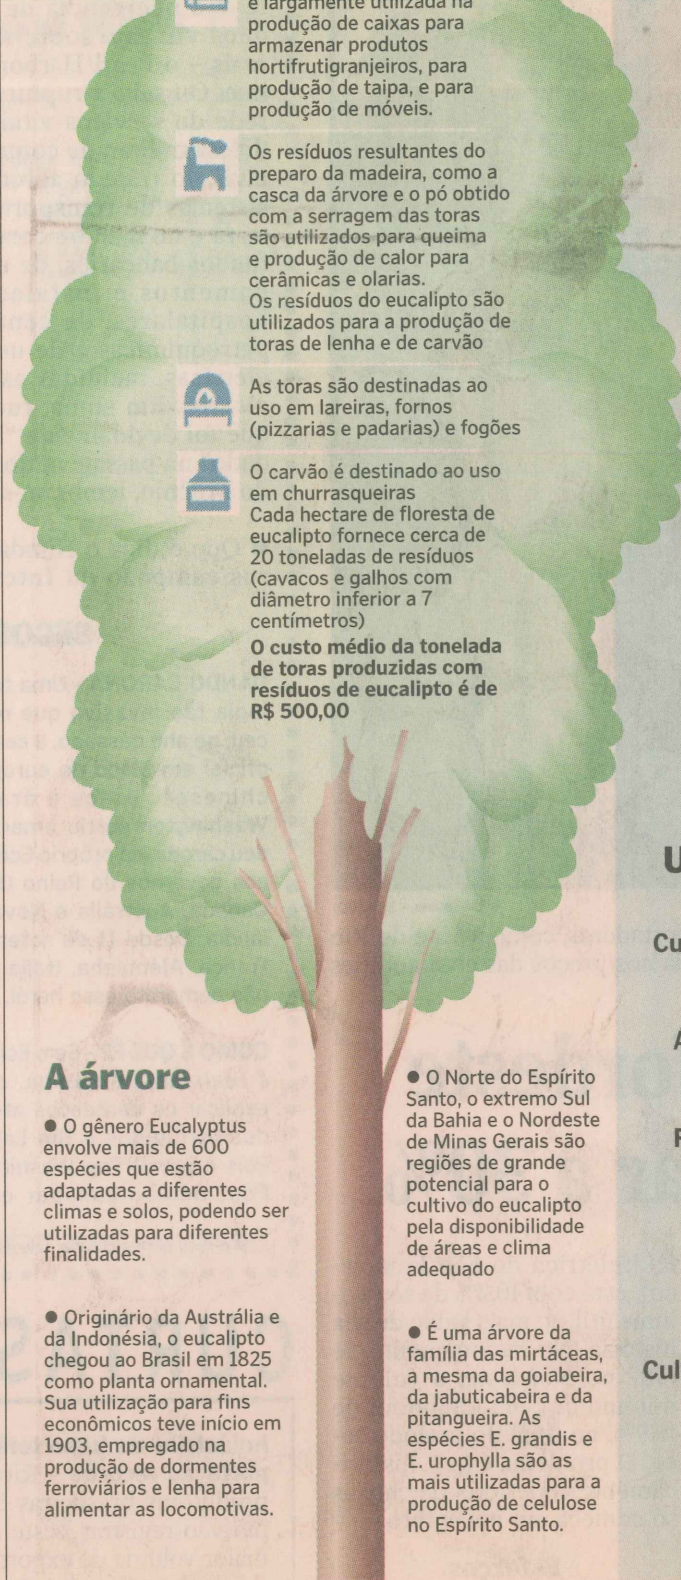 é largamente utilizada na
produção de caixas para
armazenar produtos
hortifrutigranjeiros, para
produção de taipa, e para
produção de móveis.
Os resíduos resultantes do
preparo da madeira, como a
casca da árvore e o pó obtido
com a serragem das toras
são utilizados para queima
e produção de calor para
cerâmicas e olarias.
Os resíduos do eucalipto são
utilizados para a produção de
toras de lenha e de carvão
As toras são destinadas ao
uso em lareiras, fornos
(pizzarias e padarias) e fogões
O carvão é destinado ao uso
em churrasqueiras
Cada hectare de floresta de
eucalipto fornece cerca de
20 toneladas de resíduos
(cavacos e galhos com
diâmetro inferior a 7
centímetros)
O custo médio da tonelada
de toras produzidas com
resíduos de eucalipto é de
R$ 500,00
A árvore
● O gênero Eucalyptus
envolve mais de 600
espécies que estão
adaptadas a diferentes
climas e solos, podendo ser
utilizadas para diferentes
finalidades.
● Originário da Austrália e
da Indonésia, o eucalipto
chegou ao Brasil em 1825
como planta ornamental.
Sua utilização para fins
econômicos teve início em
1903, empregado na
produção de dormentes
ferroviários e lenha para
alimentar as locomotivas.
● O Norte do Espírito
Santo, o extremo Sul
da Bahia e o Nordeste
de Minas Gerais são
regiões de grande
potencial para o
cultivo do eucalipto
pela disponibilidade
de áreas e clima
adequado
● É uma árvore da
família das mirtáceas,
a mesma da goiabeira,
da jabuticabeira e da
pitangueira. As
espécies E. grandis e
E. urophylla são as
mais utilizadas para a
produção de celulose
no Espírito Santo.
U
Cu
A
Cul